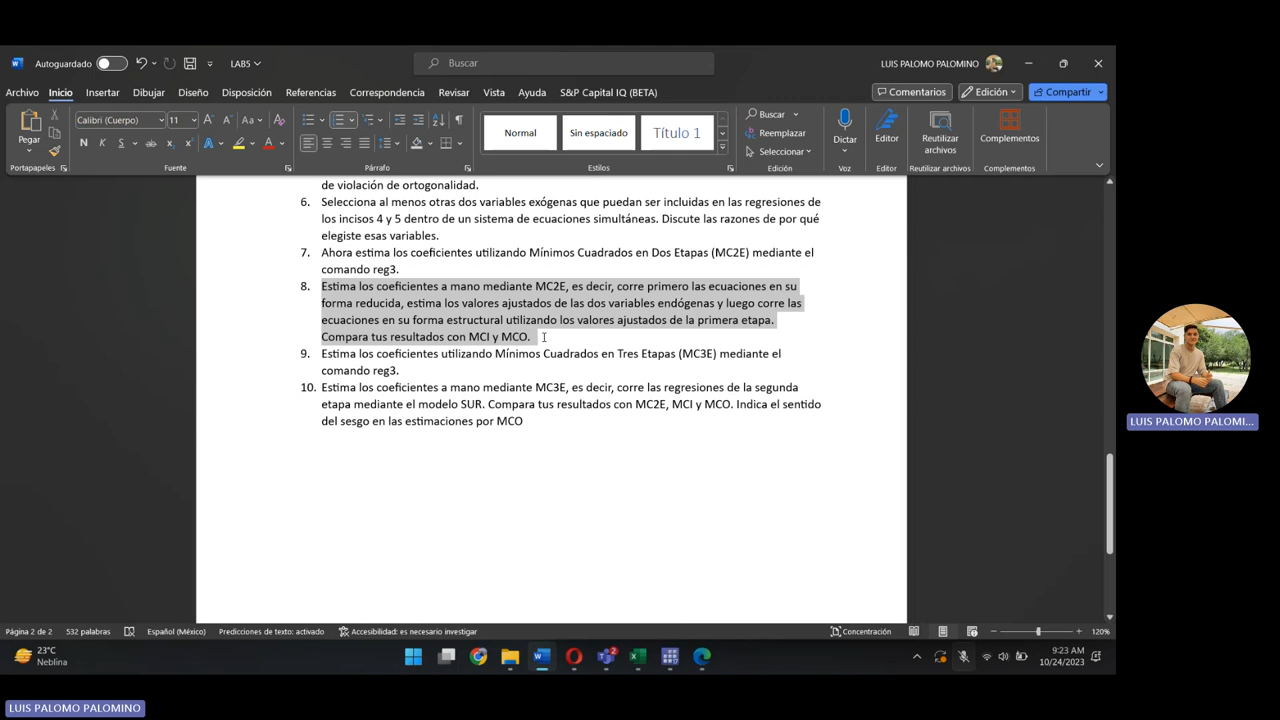 Autoguardado
LAB5
Buscar
LUIS PALOMO PALOMINO
Archivo Inicio Insertar Dibujar Diseño Disposición Referencias Correspondencia Revisar Vista Ayuda S&P Capital IQ (BETA)
Comentarios Edición Compartir
Pegar
Calibri (Cuerpo) 11
Normal Sin espaciado Título 1
Buscar
Reemplazar
Seleccionar
Dictar
Editor
Reutilizar archivos
Complementos
Portapapeles Fuente Párrafo Estilos Edición Voz Editor Reutilizar archivos Complementos
de violación de ortogonalidad.
6. Selecciona al menos otras dos variables exógenas que puedan ser incluidas en las regresiones de
los incisos 4 y 5 dentro de un sistema de ecuaciones simultáneas. Discute las razones de por qué
elegiste esas variables.
7. Ahora estima los coeficientes utilizando Mínimos Cuadrados en Dos Etapas (MC2E) mediante el
comando reg3.
8. Estima los coeficientes a mano mediante MC2E, es decir, corre primero las ecuaciones en su
forma reducida, estima los valores ajustados de las dos variables endógenas y luego corre las
ecuaciones en su forma estructural utilizando los valores ajustados de la primera etapa.
Compara tus resultados con MCI y MCO.
9. Estima los coeficientes utilizando Mínimos Cuadrados en Tres Etapas (MC3E) mediante el
comando reg3.
10. Estima los coeficientes a mano mediante MC3E, es decir, corre las regresiones de la segunda
etapa mediante el modelo SUR. Compara tus resultados con MC2E, MCI y MCO. Indica el sentido
del sesgo en las estimaciones por MCO
LUIS PALOMO PALOMI...
Página 2 de 2 532 palabras Español (México) Predicciones de texto: activado Accesibilidad: es necesario investigar Concentración 120%
23°C
Neblina
9:23 AM
10/24/2023
LUIS PALOMO PALOMINO